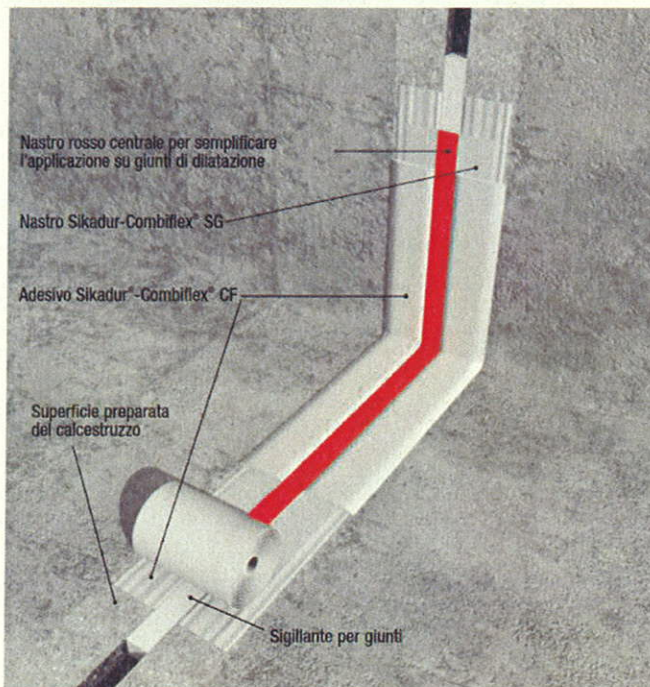 Nastro rosso centrale per semplificare
l'applicazione su giunti di dilatazione
Nastro Sikadur-Combiflex® SG
Adesivo Sikadur®-Combiflex® CF
Superficie preparata
del calcestruzzo
Sigillante per giunti